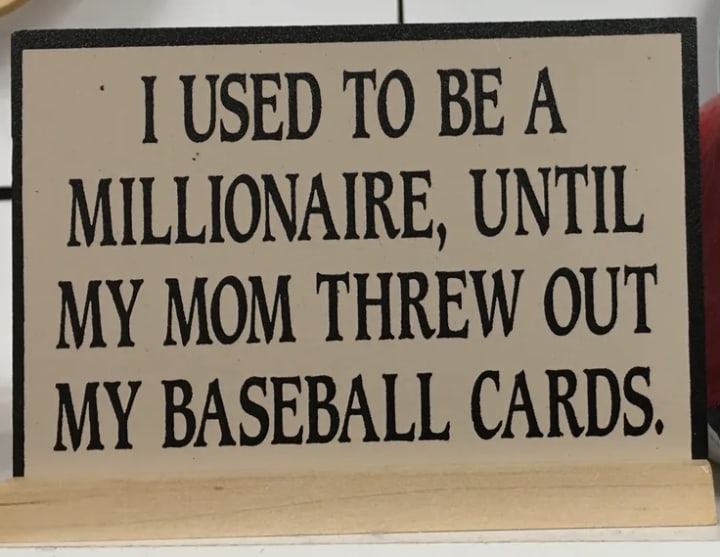 I USED TO BE A
MILLIONAIRE, UNTIL
MY MOM THREW OUT
MY BASEBALL CARDS.